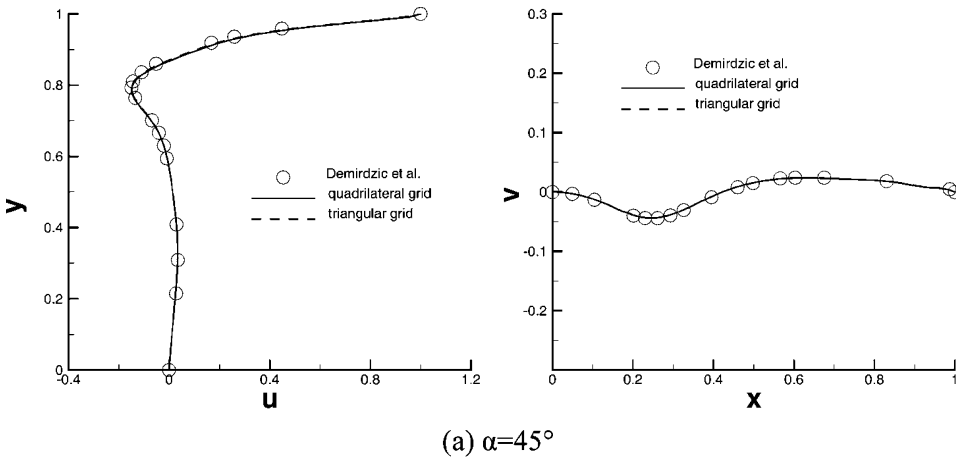 1
0.8
0.6
0.4
0.2
0
y
-0.4
0
0.4
0.8
1.2
u
Demirdzic et al.
quadrilateral grid
triangular grid
0.3
0.2
0.1
0
-0.1
-0.2
v
0
0.2
0.4
0.6
0.8
1
x
Demirdzic et al.
quadrilateral grid
triangular grid
(a) α=45°